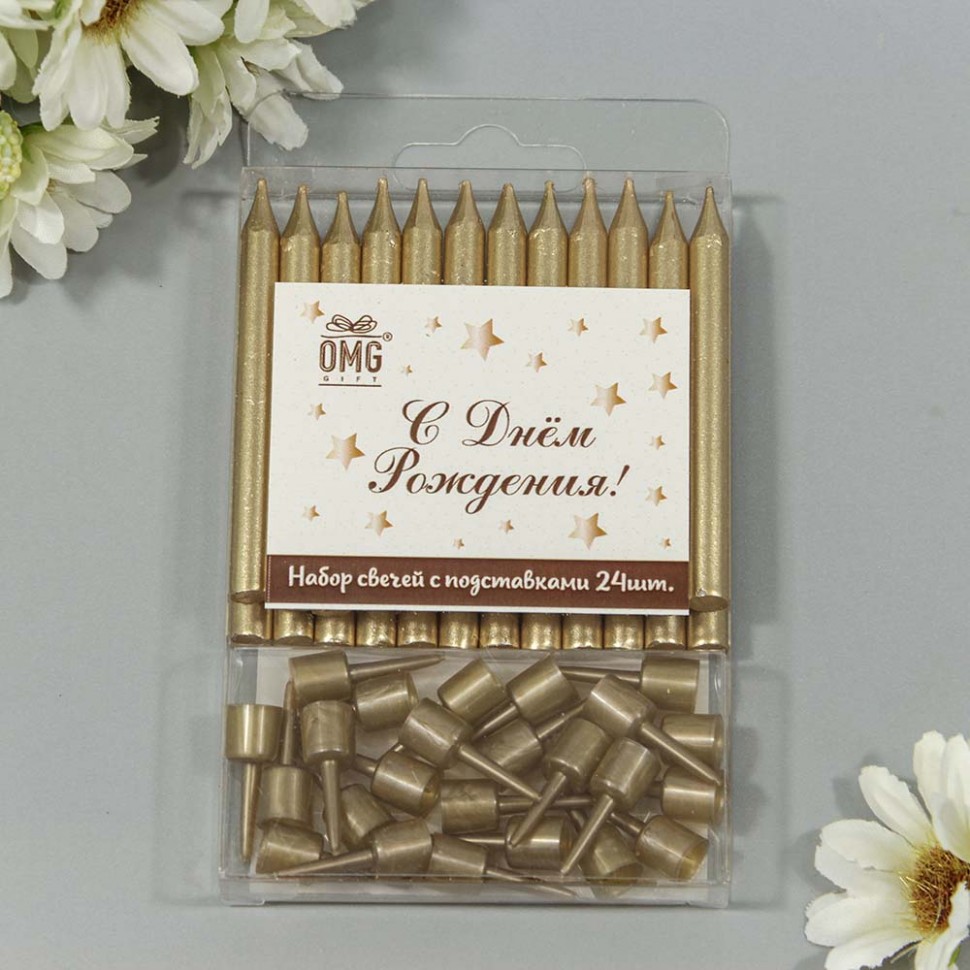 OMG®
GIFT
С Днём
Рождения!
Набор свечей с подставками 24шт.